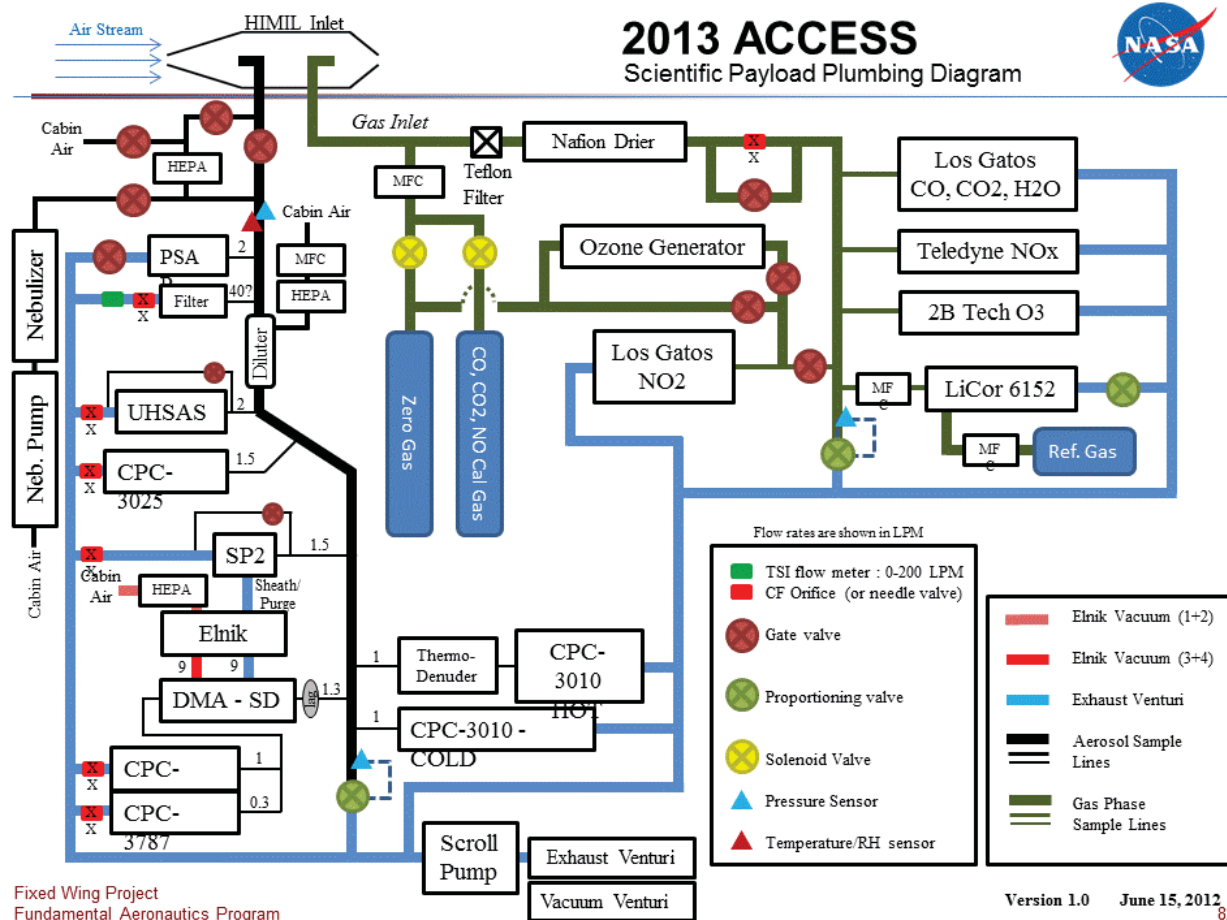 HIMIL Inlet
Air Stream
2013 ACCESS
Scientific Payload Plumbing Diagram
NASA
Cabin
Air
Gas Inlet
HEPA
MFC
Teflon
Filter
Nafion Drier
X
X
Los Gatos
CO, CO2, H2O
Cabin Air
MFC
HEPA
Nebulizer
PSA
2
Ozone Generator
Teledyne NOx
X
X
Filter
40?
2B Tech O3
Diluter
Los Gatos
NO2
Zero Gas
CO, CO2, NO Cal Gas
MF
C
LiCor 6152
Neb. Pump
X
X
UHSAS
2
MF
C
Ref. Gas
X
X
CPC-
3025
1.5
Flow rates are shown in LPM
X
X
SP2
1.5
Cabin Air
Cabin
Air
HEPA
Sheath/
Purge
TSI flow meter : 0-200 LPM
CF Orifice (or needle valve)
Gate valve
Proportioning valve
Solenoid Valve
Pressure Sensor
Temperature/RH sensor
Elnik Vacuum (1+2)
Elnik Vacuum (3+4)
Exhaust Venturi
Aerosol Sample
Lines
Gas Phase
Sample Lines
Elnik
9
9
DMA - SD
lag
1.3
1
Thermo-
Denuder
CPC-
3010
HOT
1
CPC-3010 -
COLD
X
X
CPC-
1
X
X
CPC-
3787
0.3
Scroll
Pump
Exhaust Venturi
Vacuum Venturi
Fixed Wing Project
Fundamental Aeronautics Program
Version 1.0 June 15, 2012
8